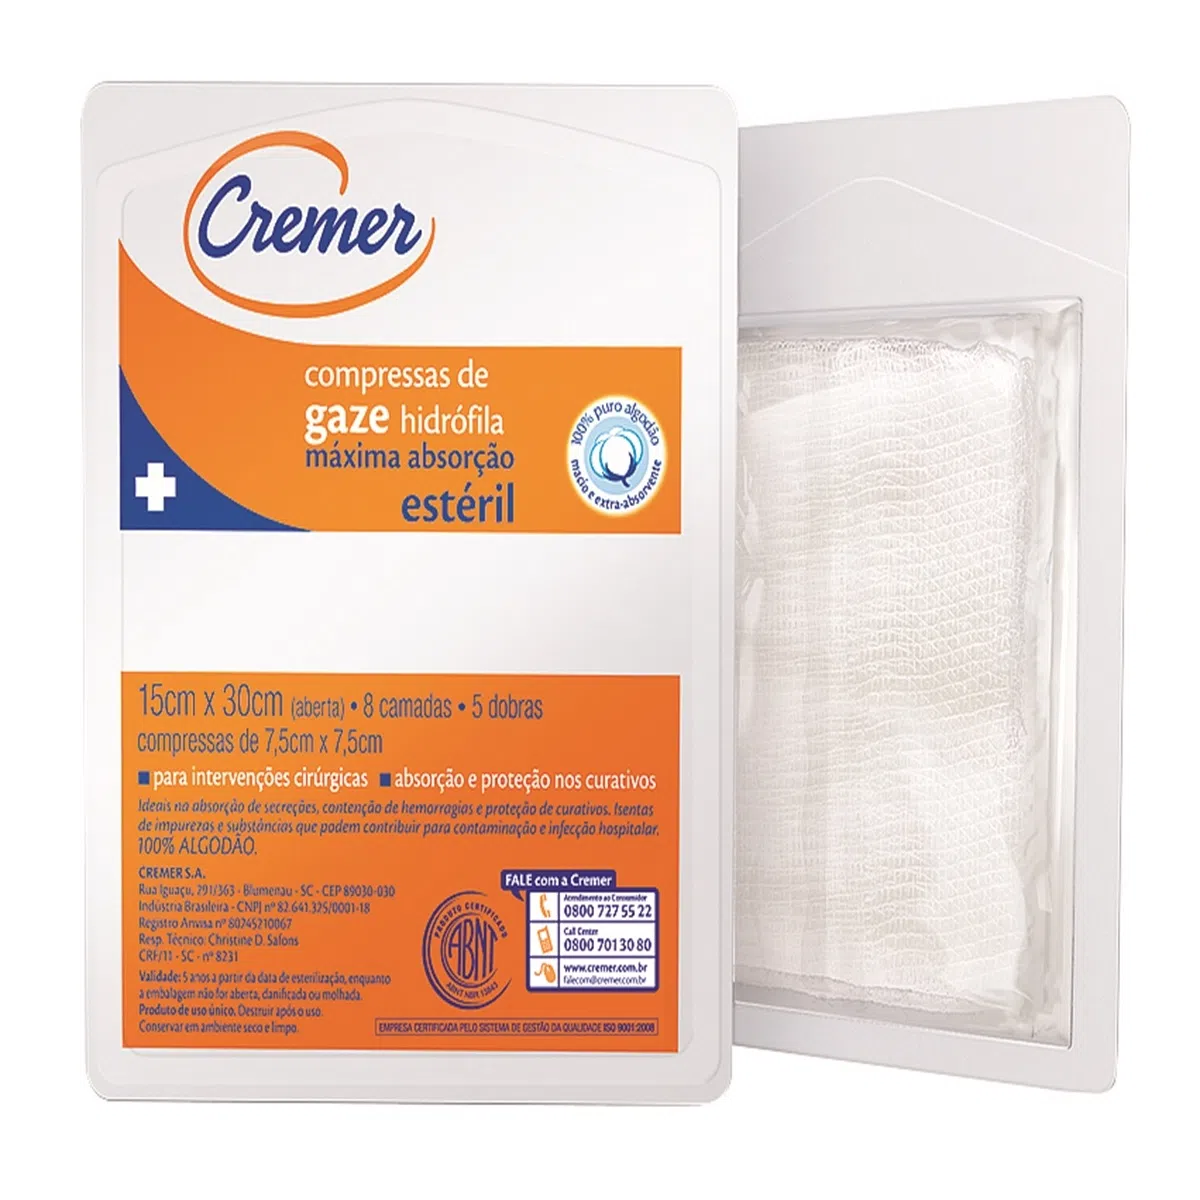 Cremer
compressas de
gaze hidrófila
máxima absorção
estéril
100% puro algodão
macio e extra-absorvente
15cm x 30cm (aberta) • 8 camadas • 5 dobras
compressas de 7,5cm x 7,5cm
■ para intervenções cirúrgicas ■ absorção e proteção nos curativos
Ideais na absorção de secreções, contenção de hemorragias e proteção de curativos. Isentas
de impurezas e substâncias que podem contribuir para contaminação e infecção hospitalar.
100% ALGODÃO.
CREMER S.A.
Rua Iguaçu, 291/363 - Blumenau - SC - CEP 89030-030
Indústria Brasileira - CNPJ nº 82.641.325/0001-18
Registro Anvisa nº 80245210067
Resp. Técnico: Christine D. Salons
CRF/11 - SC - nº 8231
Validade: 5 anos a partir da data de esterilização, enquanto
a embalagem não for aberta, danificada ou molhada.
Produto de uso único. Destruir após o uso.
Conservar em ambiente seco e limpo.
PRODUTO CERTIFICADO
ABNT
ABNT NBR 13843
FALE com a Cremer
Atendimento ao Consumidor
0800 727 55 22
Call Center
0800 701 30 80
www.cremer.com.br
falecom@cremer.com.br
EMPRESA CERTIFICADA PELO SISTEMA DE GESTÃO DA QUALIDADE ISO 9001:2008